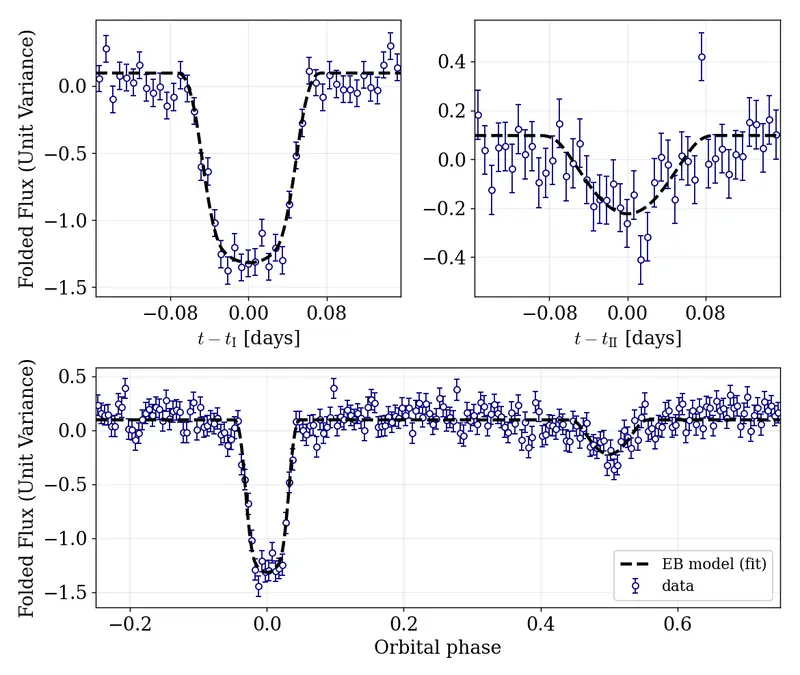 Folded Flux (Unit Variance)
0.0
−0.5
−1.0
−1.5
−0.08 0.00 0.08
t − tI [days]
0.4
0.2
0.0
−0.2
−0.4
−0.08 0.00 0.08
t − tII [days]
Folded Flux (Unit Variance)
0.5
0.0
−0.5
−1.0
−1.5
−0.2 0.0 0.2 0.4 0.6
Orbital phase
EB model (fit)
data